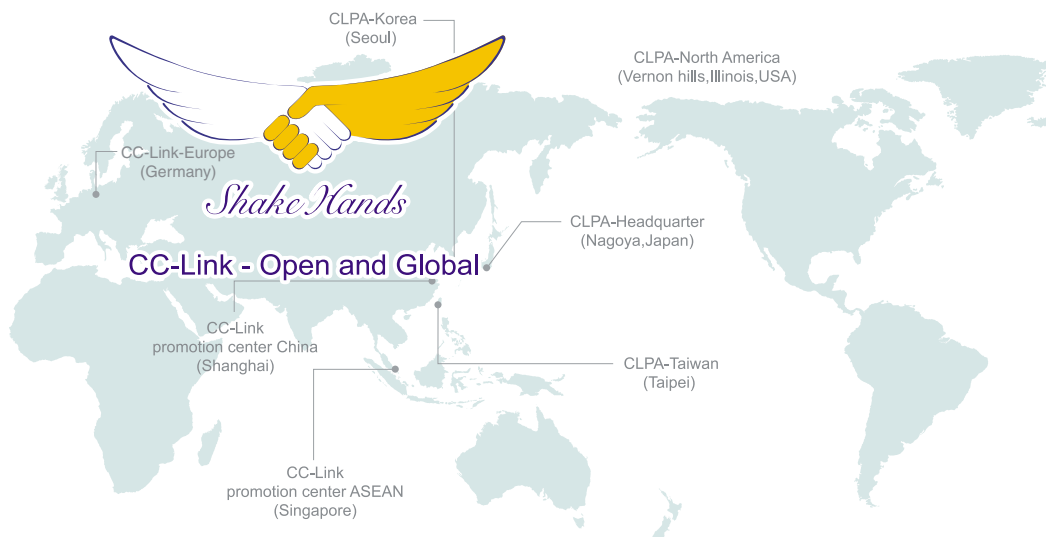 CLPA-Korea
(Seoul)
CLPA-North America
(Vernon hills,Illinois,USA)
CC-Link-Europe
(Germany)
Shake Hands
CLPA-Headquarter
(Nagoya,Japan)
CC-Link - Open and Global
CC-Link
promotion center China
(Shanghai)
CLPA-Taiwan
(Taipei)
CC-Link
promotion center ASEAN
(Singapore)